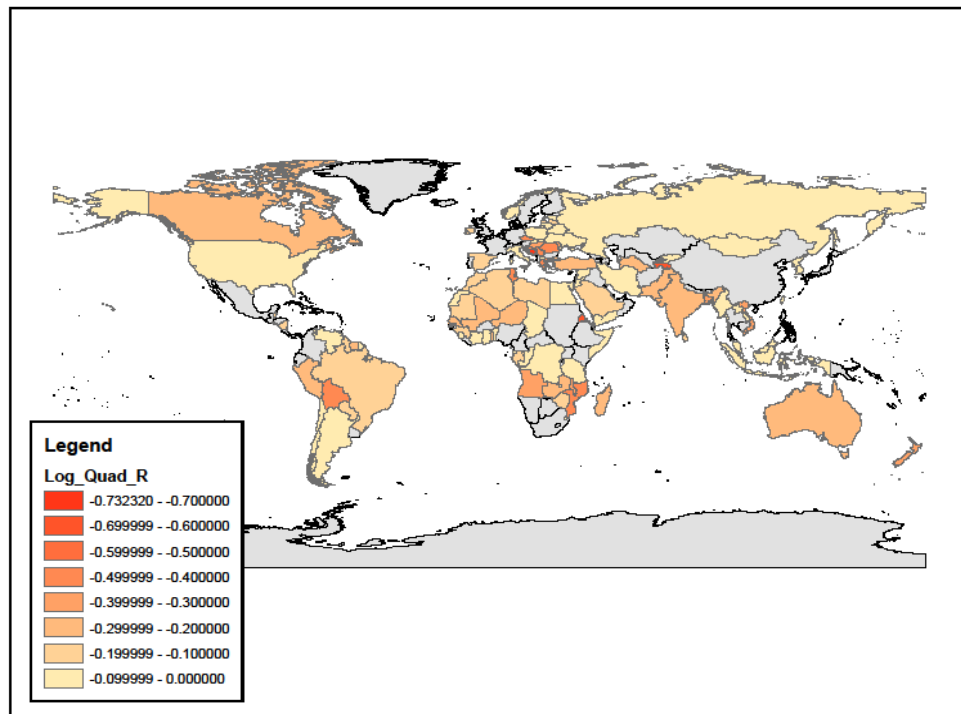 Legend
Log_Quad_R
-0.732320 - -0.700000
-0.699999 - -0.600000
-0.599999 - -0.500000
-0.499999 - -0.400000
-0.399999 - -0.300000
-0.299999 - -0.200000
-0.199999 - -0.100000
-0.099999 - 0.000000